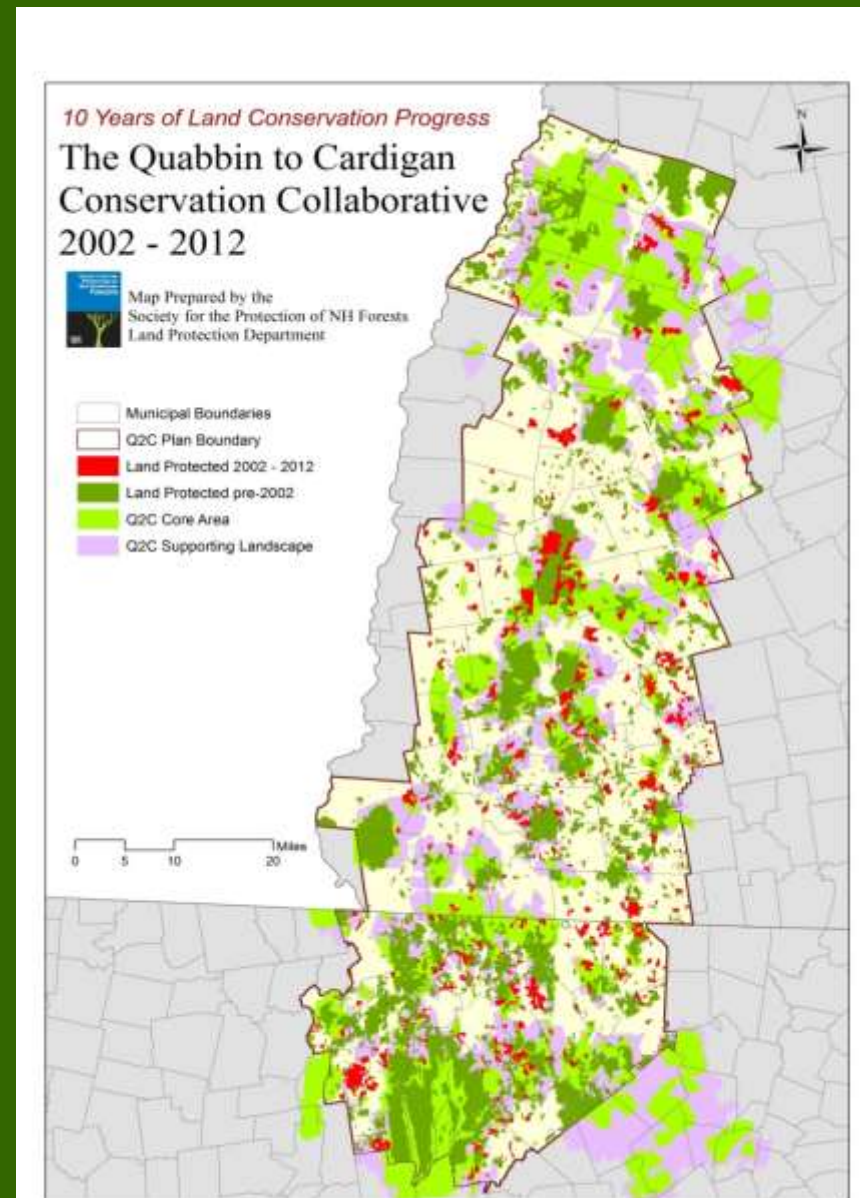 10 Years of Land Conservation Progress
The Quabbin to Cardigan
Conservation Collaborative
2002 - 2012
Map Prepared by the
Society for the Protection of NH Forests
Land Protection Department
N
Municipal Boundaries
Q2C Plan Boundary
Land Protected 2002 - 2012
Land Protected pre-2002
Q2C Core Area
Q2C Supporting Landscape
Miles
0 5 10 20